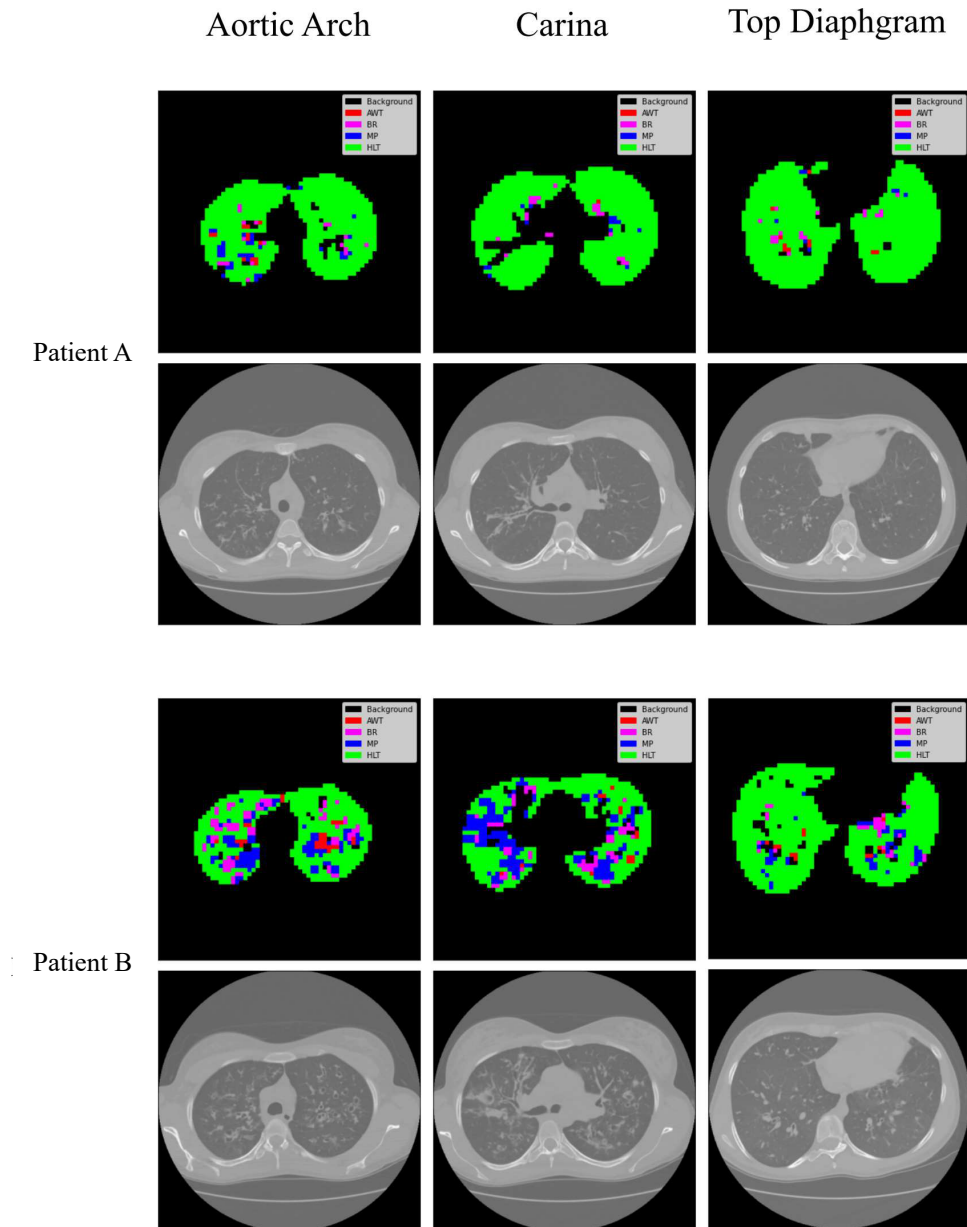 Aortic Arch Carina Top Diaphgram
Background Background Background
AWT AWT AWT
BR BR BR
MP MP MP
HLT HLT HLT
Patient A
Background Background Background
AWT AWT AWT
BR BR BR
MP MP MP
HLT HLT HLT
Patient B